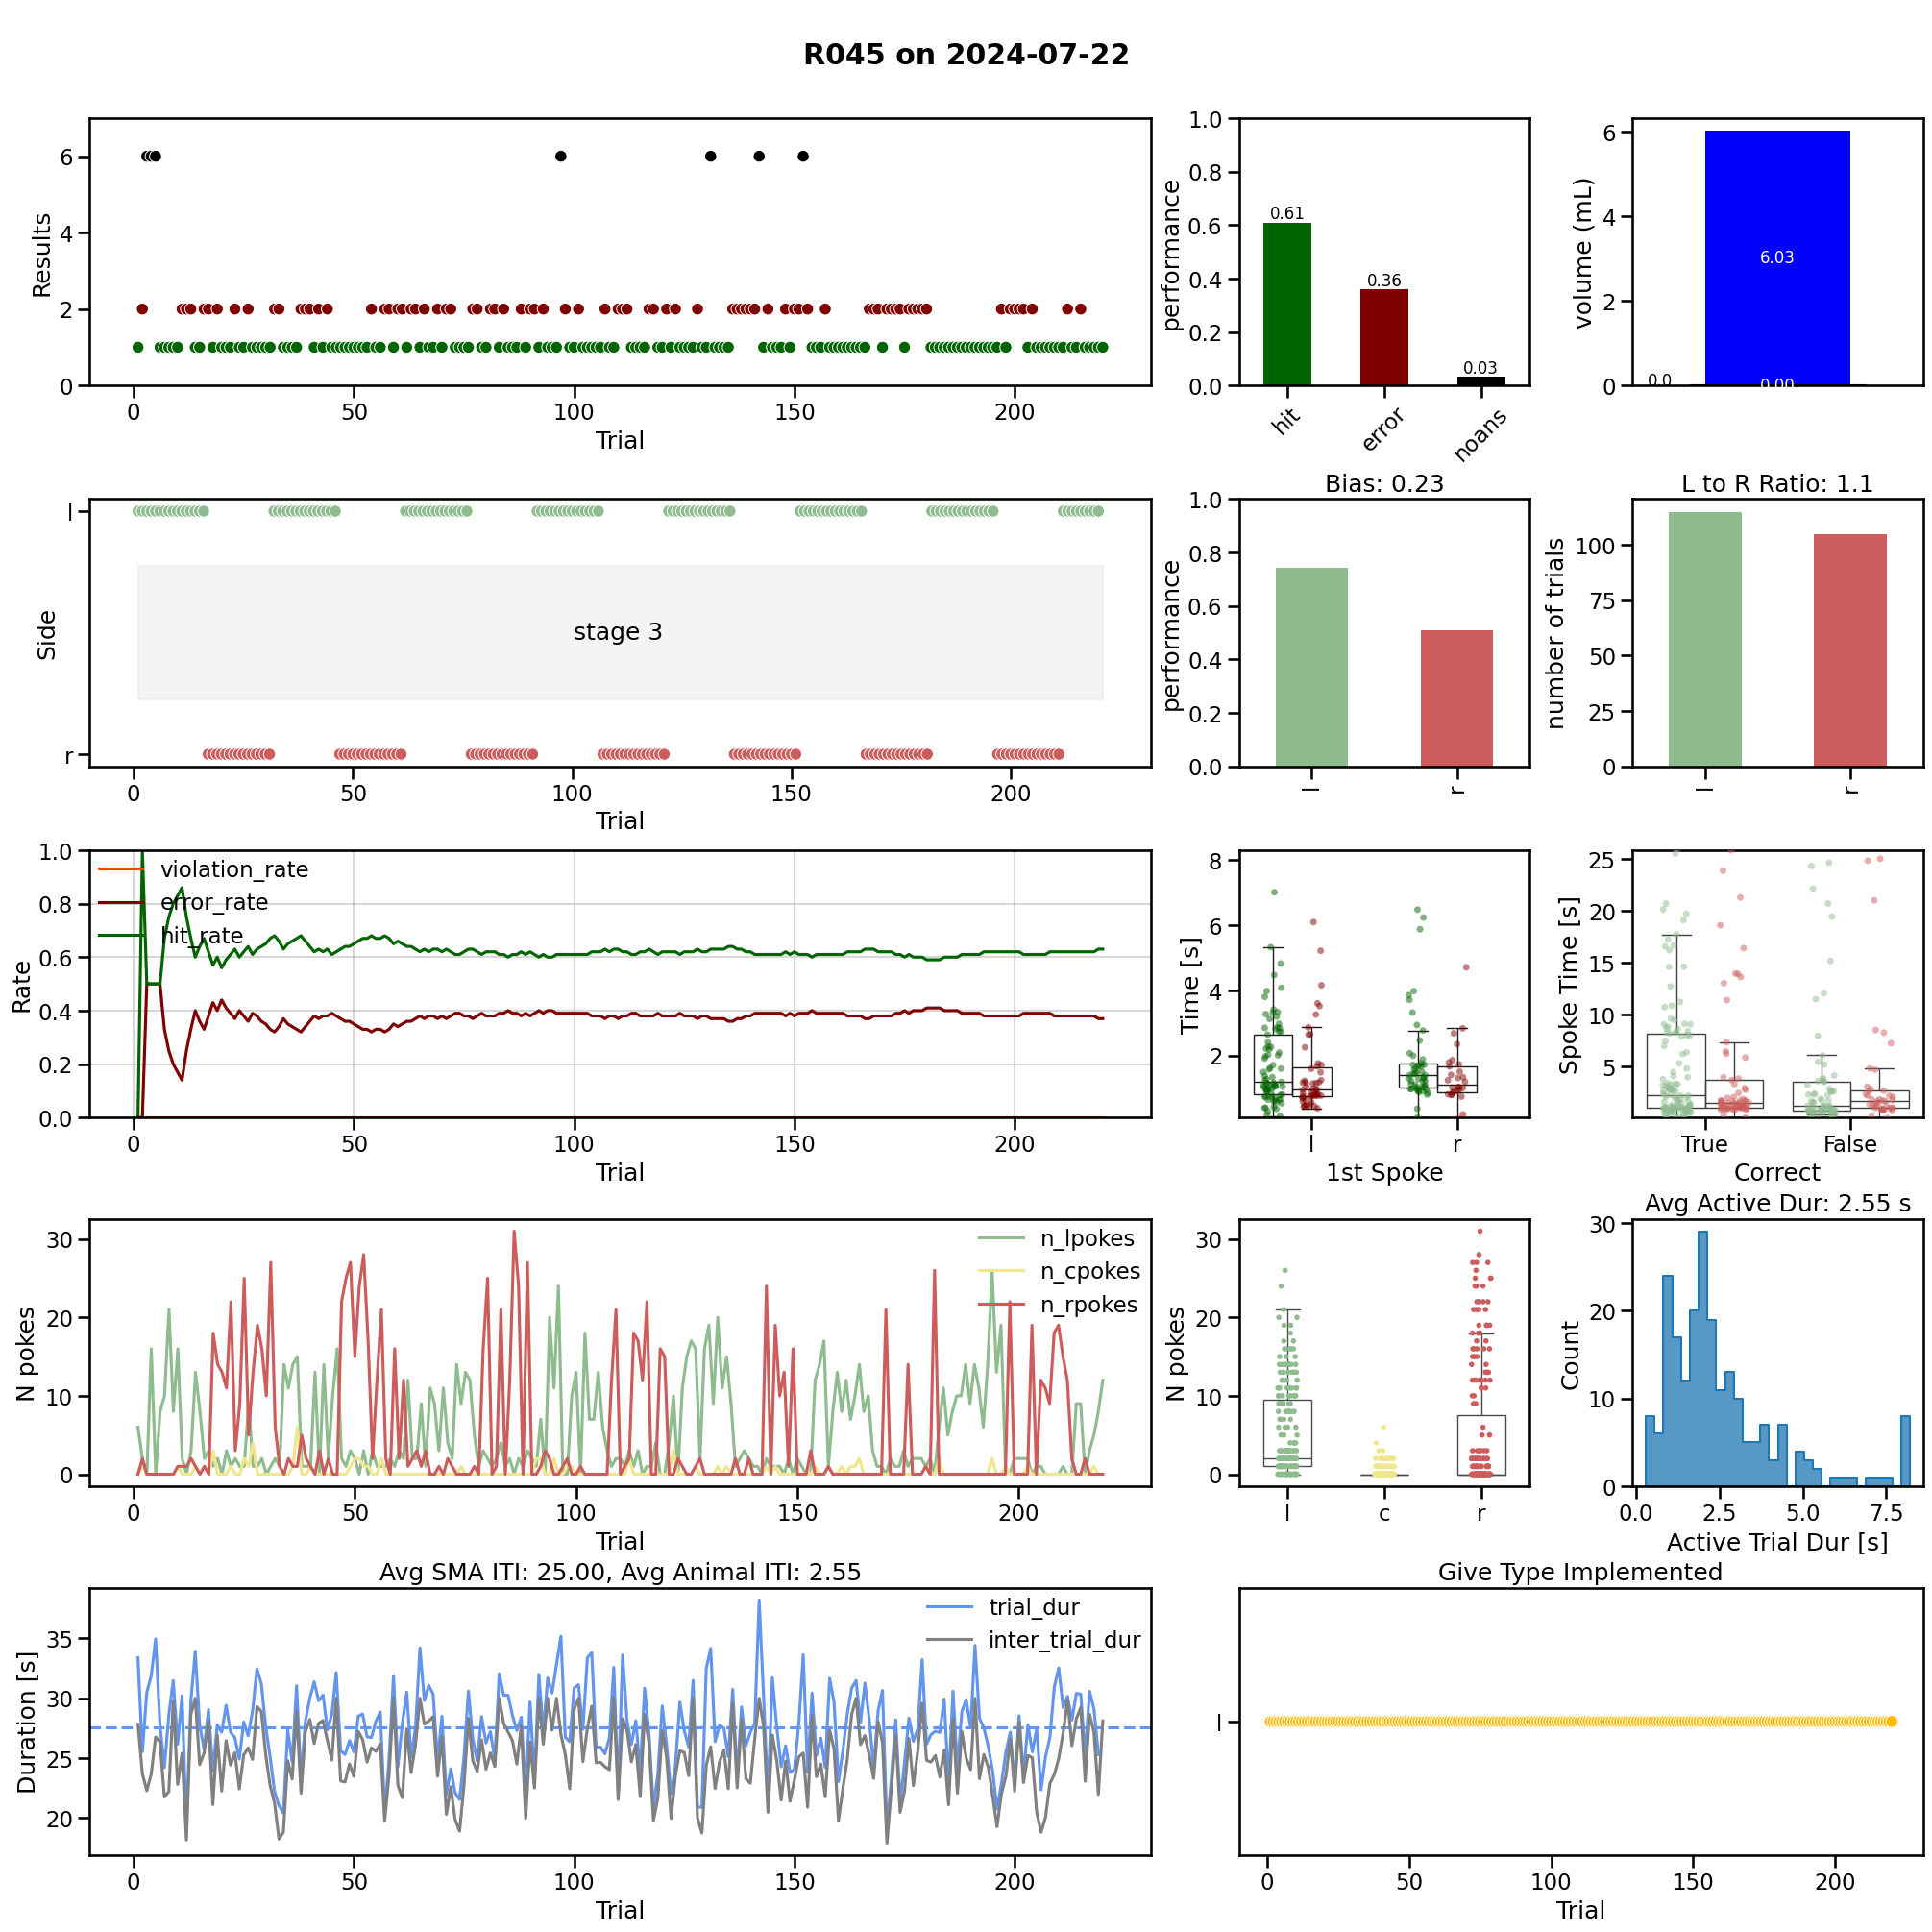 R045 on 2024-07-22
Results
6
4
2
0
0 50 100 150 200
Trial
performance
1.0
0.8
0.6
0.4
0.2
0.0
0.61
0.36
0.03
hit error noans
volume (mL)
6
4
2
0
6.03
0.0 0.00
Side
l
r
stage 3
0 50 100 150 200
Trial
Bias: 0.23
performance
1.0
0.8
0.6
0.4
0.2
0.0
l r
L to R Ratio: 1.1
number of trials
100
75
50
25
0
l r
Rate
1.0
0.8
0.6
0.4
0.2
0.0
violation_rate
error_rate
hit_rate
0 50 100 150 200
Trial
Time [s]
8
6
4
2
l r
1st Spoke
Spoke Time [s]
25
20
15
10
5
True False
Correct
N pokes
30
20
10
0
n_lpokes
n_cpokes
n_rpokes
0 50 100 150 200
Trial
N pokes
30
20
10
0
l c r
Avg Active Dur: 2.55 s
Count
30
20
10
0
0.0 2.5 5.0 7.5
Active Trial Dur [s]
Avg SMA ITI: 25.00, Avg Animal ITI: 2.55
Duration [s]
35
30
25
20
trial_dur
inter_trial_dur
0 50 100 150 200
Trial
Give Type Implemented
l
0 50 100 150 200
Trial